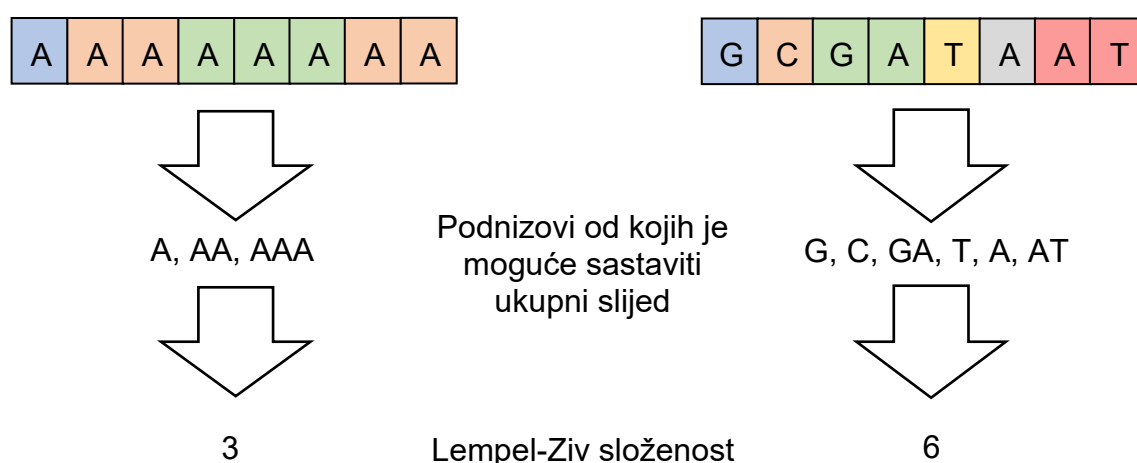 A A A A A A A A
G C G A T A A T
A, AA, AAA
Podnizovi od kojih je
moguće sastaviti
ukupni slijed
G, C, GA, T, A, AT
3
Lempel-Ziv složenost
6